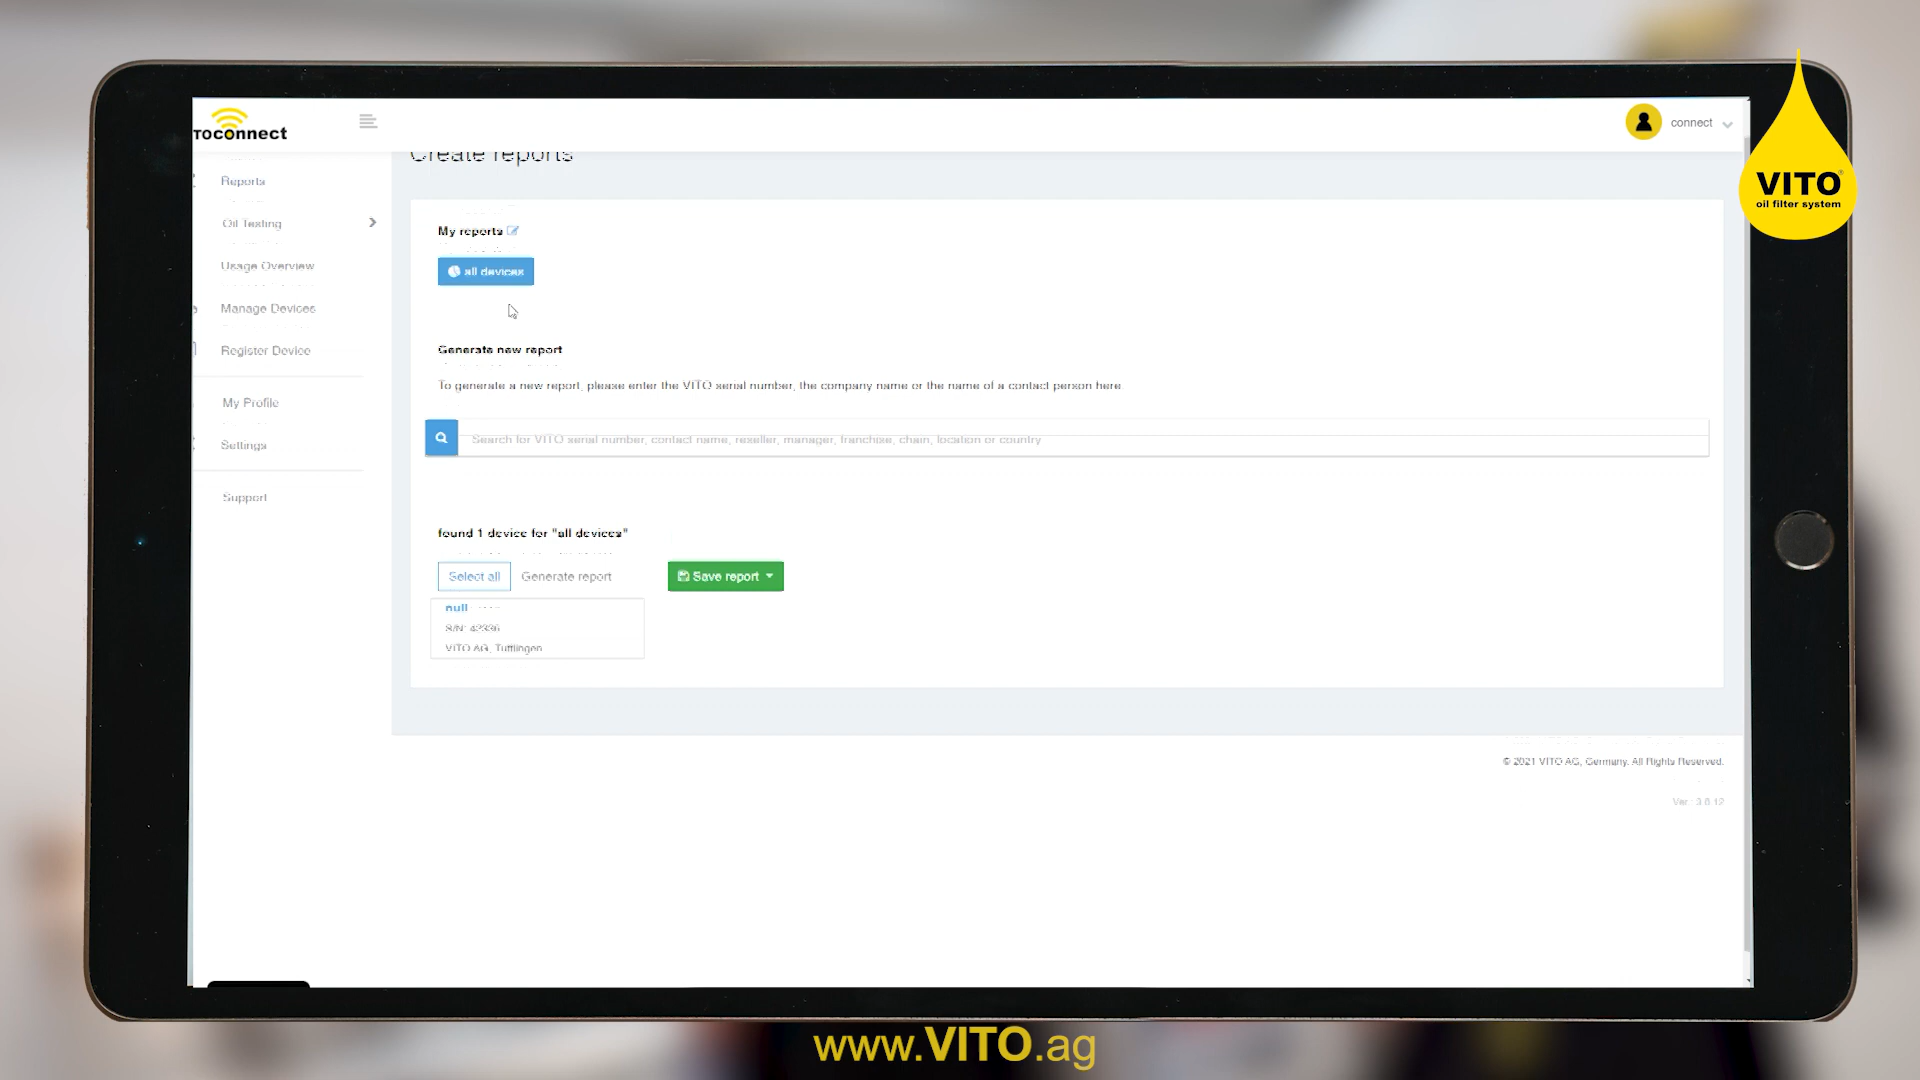 TOconnect
connect
VITO®
oil filter system
Create reports
Reports
Oil Testing
Usage Overview
Manage Devices
Register Device
My Profile
Settings
Support
My reports
all devices
Generate new report
To generate a new report, please enter the VITO serial number, the company name or the name of a contact person here
Search for VITO serial number, contact name, reseller, manager, franchise, chain, location or country
found 1 device for "all devices"
Select all
Generate report
Save report
null
S/N: 42336
VITO AG, Tuttlingen
© 2021 VITO AG, Germany. All Rights Reserved.
www.VITO.ag